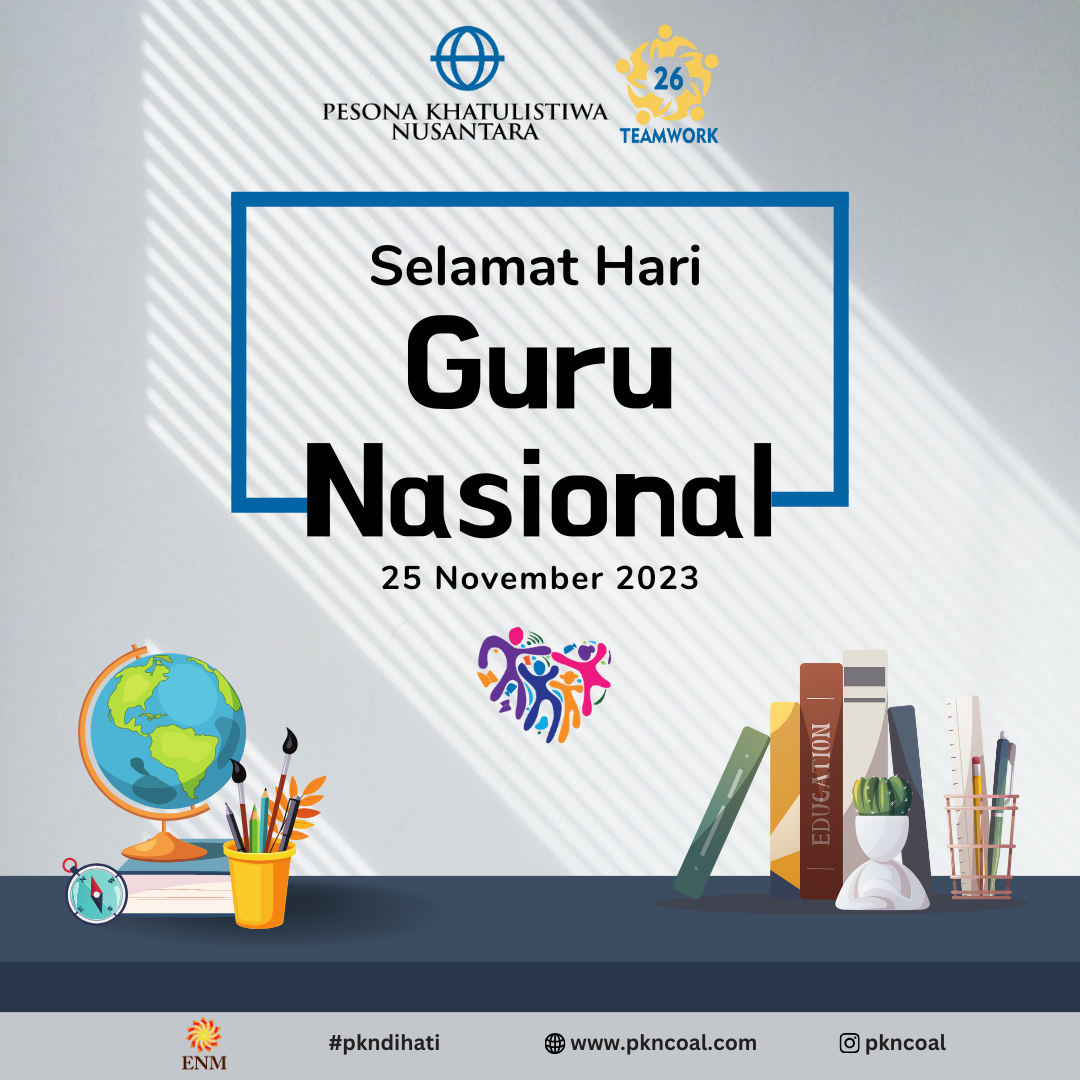 PESONA KHATULISTIWA
NUSANTARA
26
TEAMWORK
Selamat Hari
Guru
Nasional
25 November 2023
EDUCATION
N
W
E
S
ENM
#pkndihati
www.pkncoal.com
pkncoal